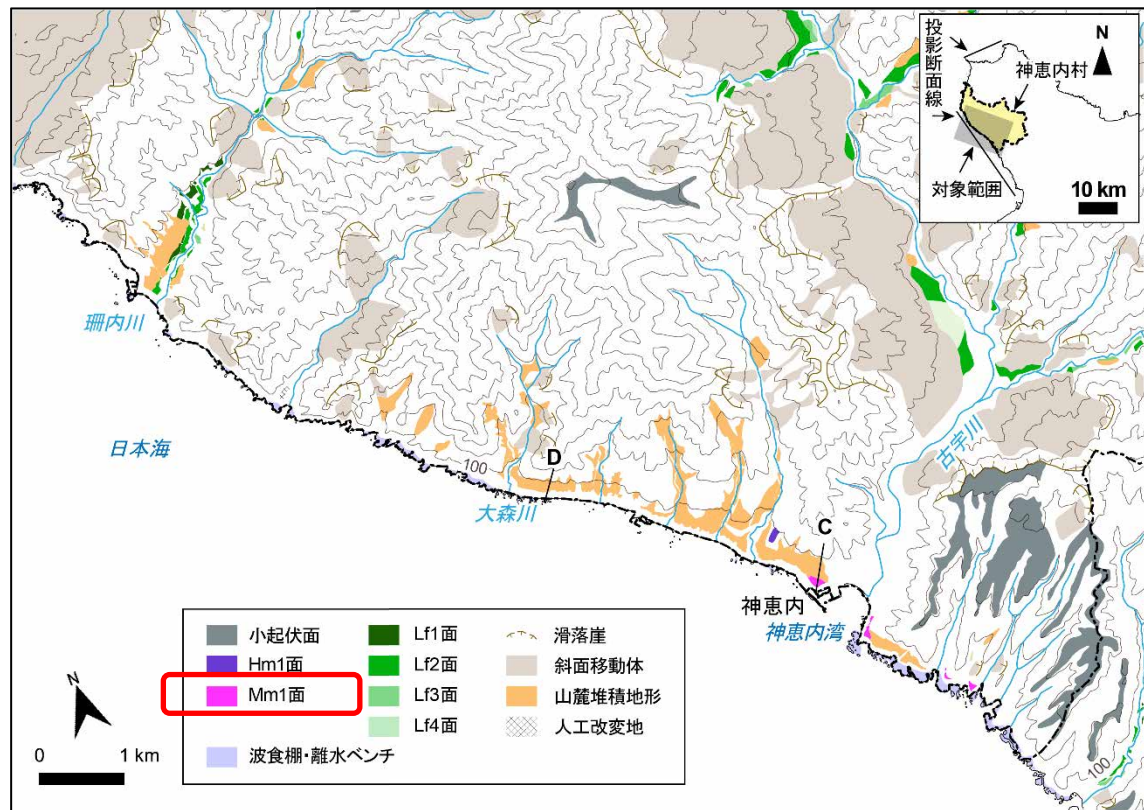 投影断面線
N
神恵内村
対象範囲
10 km
珊内川
日本海
100
D
大森川
古宇川
C
神恵内
神恵内湾
100
小起伏面
Hm1面
Mm1面
波食棚・離水ベンチ
Lf1面
Lf2面
Lf3面
Lf4面
滑落崖
斜面移動体
山麓堆積地形
人工改変地
N
0 1 km